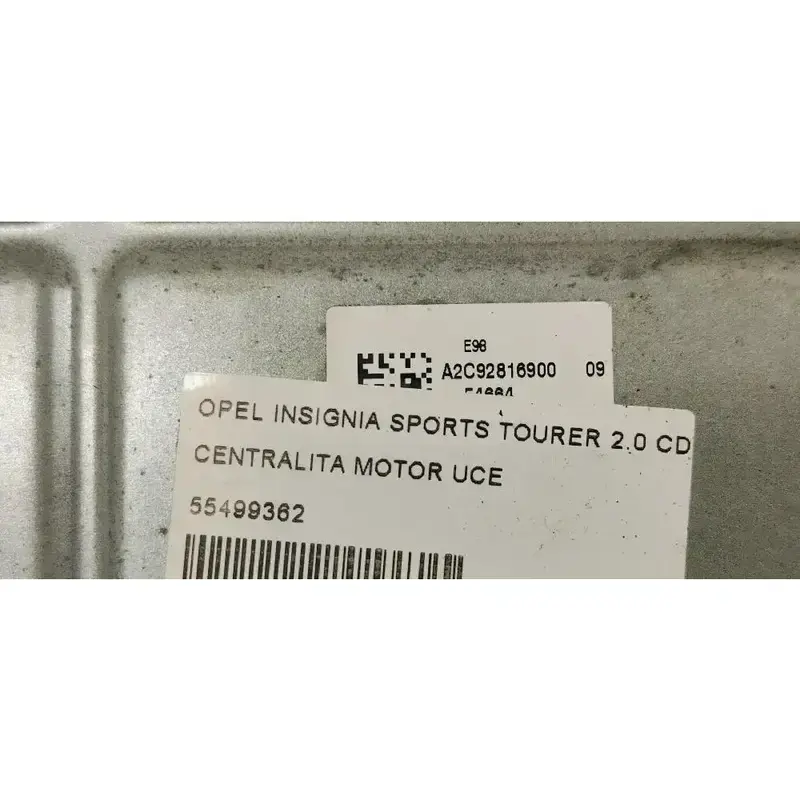 E98
A2C92816900 09
OPEL INSIGNIA SPORTS TOURER 2.0 CD
CENTRALITA MOTOR UCE
55499362